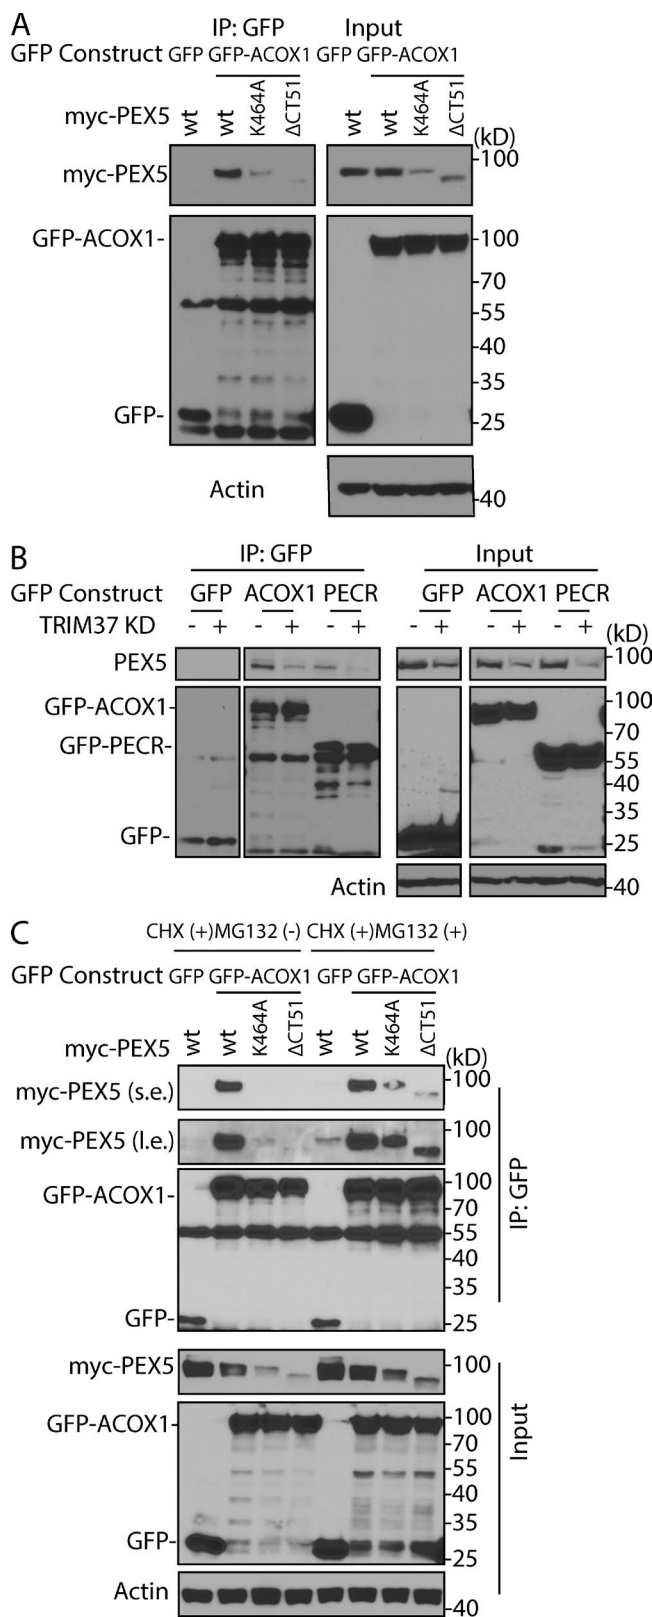 A
IP: GFP Input
GFP Construct GFP GFP-ACOX1 GFP GFP-ACOX1
myc-PEX5 wt wt K464A ΔCT51 wt wt K464A ΔCT51
(kD)
myc-PEX5 -100
GFP-ACOX1- -100
-70
-55
-40
-35
GFP- -25
Actin -40
B
IP: GFP Input
GFP Construct GFP ACOX1 PECR GFP ACOX1 PECR
TRIM37 KD - + - + - + - + - + - + (kD)
PEX5 -100
GFP-ACOX1- -100
-70
GFP-PECR- -55
-40
-35
GFP- -25
Actin -40
C
CHX (+)MG132 (-) CHX (+)MG132 (+)
GFP Construct GFP GFP-ACOX1 GFP GFP-ACOX1
myc-PEX5 wt wt K464A ΔCT51 wt wt K464A ΔCT51
(kD)
myc-PEX5 (s.e.) -100
myc-PEX5 (l.e.) -100
GFP-ACOX1- -100
-70
-55
-40
-35
GFP- -25
IP: GFP
myc-PEX5 -100
GFP-ACOX1- -100
-70
-55
-40
-35
GFP- -25
Actin -40
Input